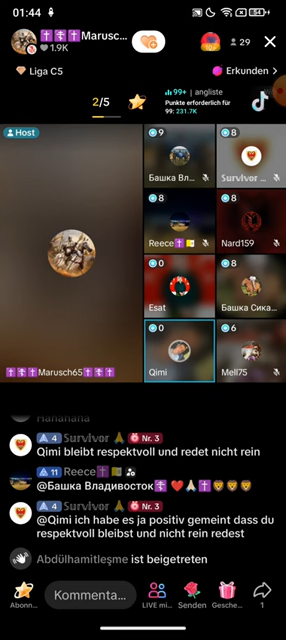 01:44
54
✝️☦️✝️Marusch...
1.9K
29
Liga C5
Erkunden >
2/5
99+ | angliste
Punkte erforderlich für
99: 231.7K
Host
✝️☦️✝️Marusch65✝️☦️✝️
9
Башка Вл...
8
𝕊𝕦𝕣𝕧𝕚𝕧𝕠𝕣 ...
8
Reece✝️🇻🇦
8
Nard159
0
Esat
8
Башка Сика...
0
Qimi
6
Mell75
Hahahaha
4 𝕊𝕦𝕣𝕧𝕚𝕧𝕠𝕣 🙏 Nr. 3
Qimi bleibt respektvoll und redet nicht rein
11 Reece✝️🇻🇦
@Башка Владивосток☦️ ❤️🙏🏻✝️🦁🦁🦁
4 𝕊𝕦𝕣𝕧𝕚𝕧𝕠𝕣 🙏 Nr. 3
@Qimi ich habe es ja positiv gemeint dass du
respektvoll bleibst und nicht rein redest
Abdülhamitleşme ist beigetreten
Abonn...
Kommenta...
LIVE mi...
Senden
Gesche...
1